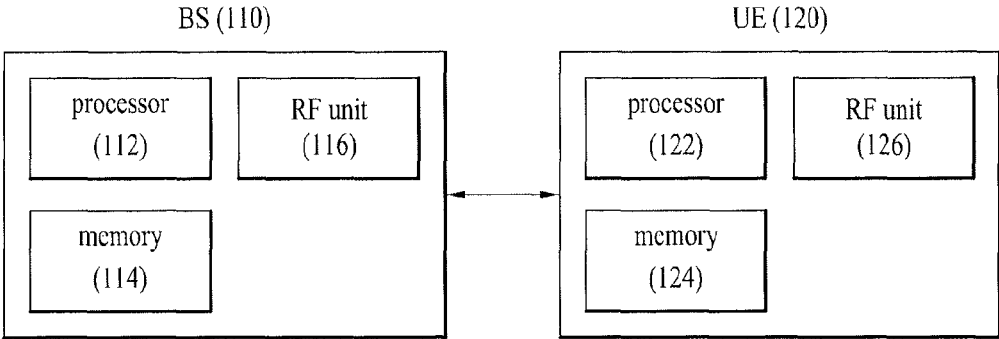 BS (110)
UE (120)
processor
(112)
RF unit
(116)
memory
(114)
processor
(122)
RF unit
(126)
memory
(124)